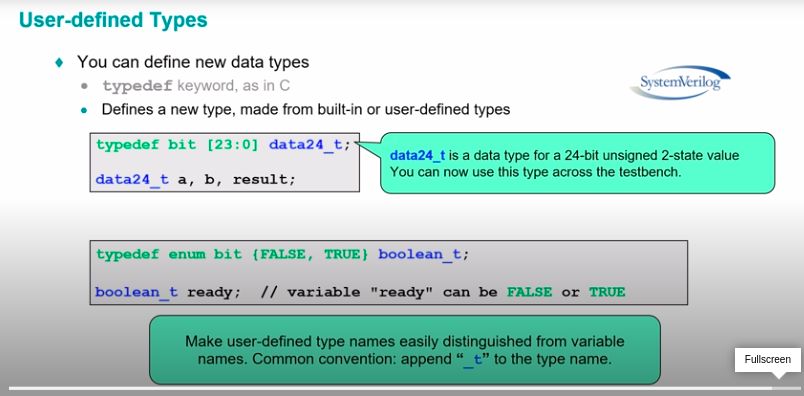 User-defined Types
You can define new data types
typedef keyword, as in C
Defines a new type, made from built-in or user-defined types
SystemVerilog
typedef bit [23:0] data24_t;
data24_t a, b, result;
data24_t is a data type for a 24-bit unsigned 2-state value
You can now use this type across the testbench.
typedef enum bit {FALSE, TRUE} boolean_t;
boolean_t ready;  // variable "ready" can be FALSE or TRUE
Make user-defined type names easily distinguished from variable
names. Common convention: append “_t” to the type name.
Fullscreen